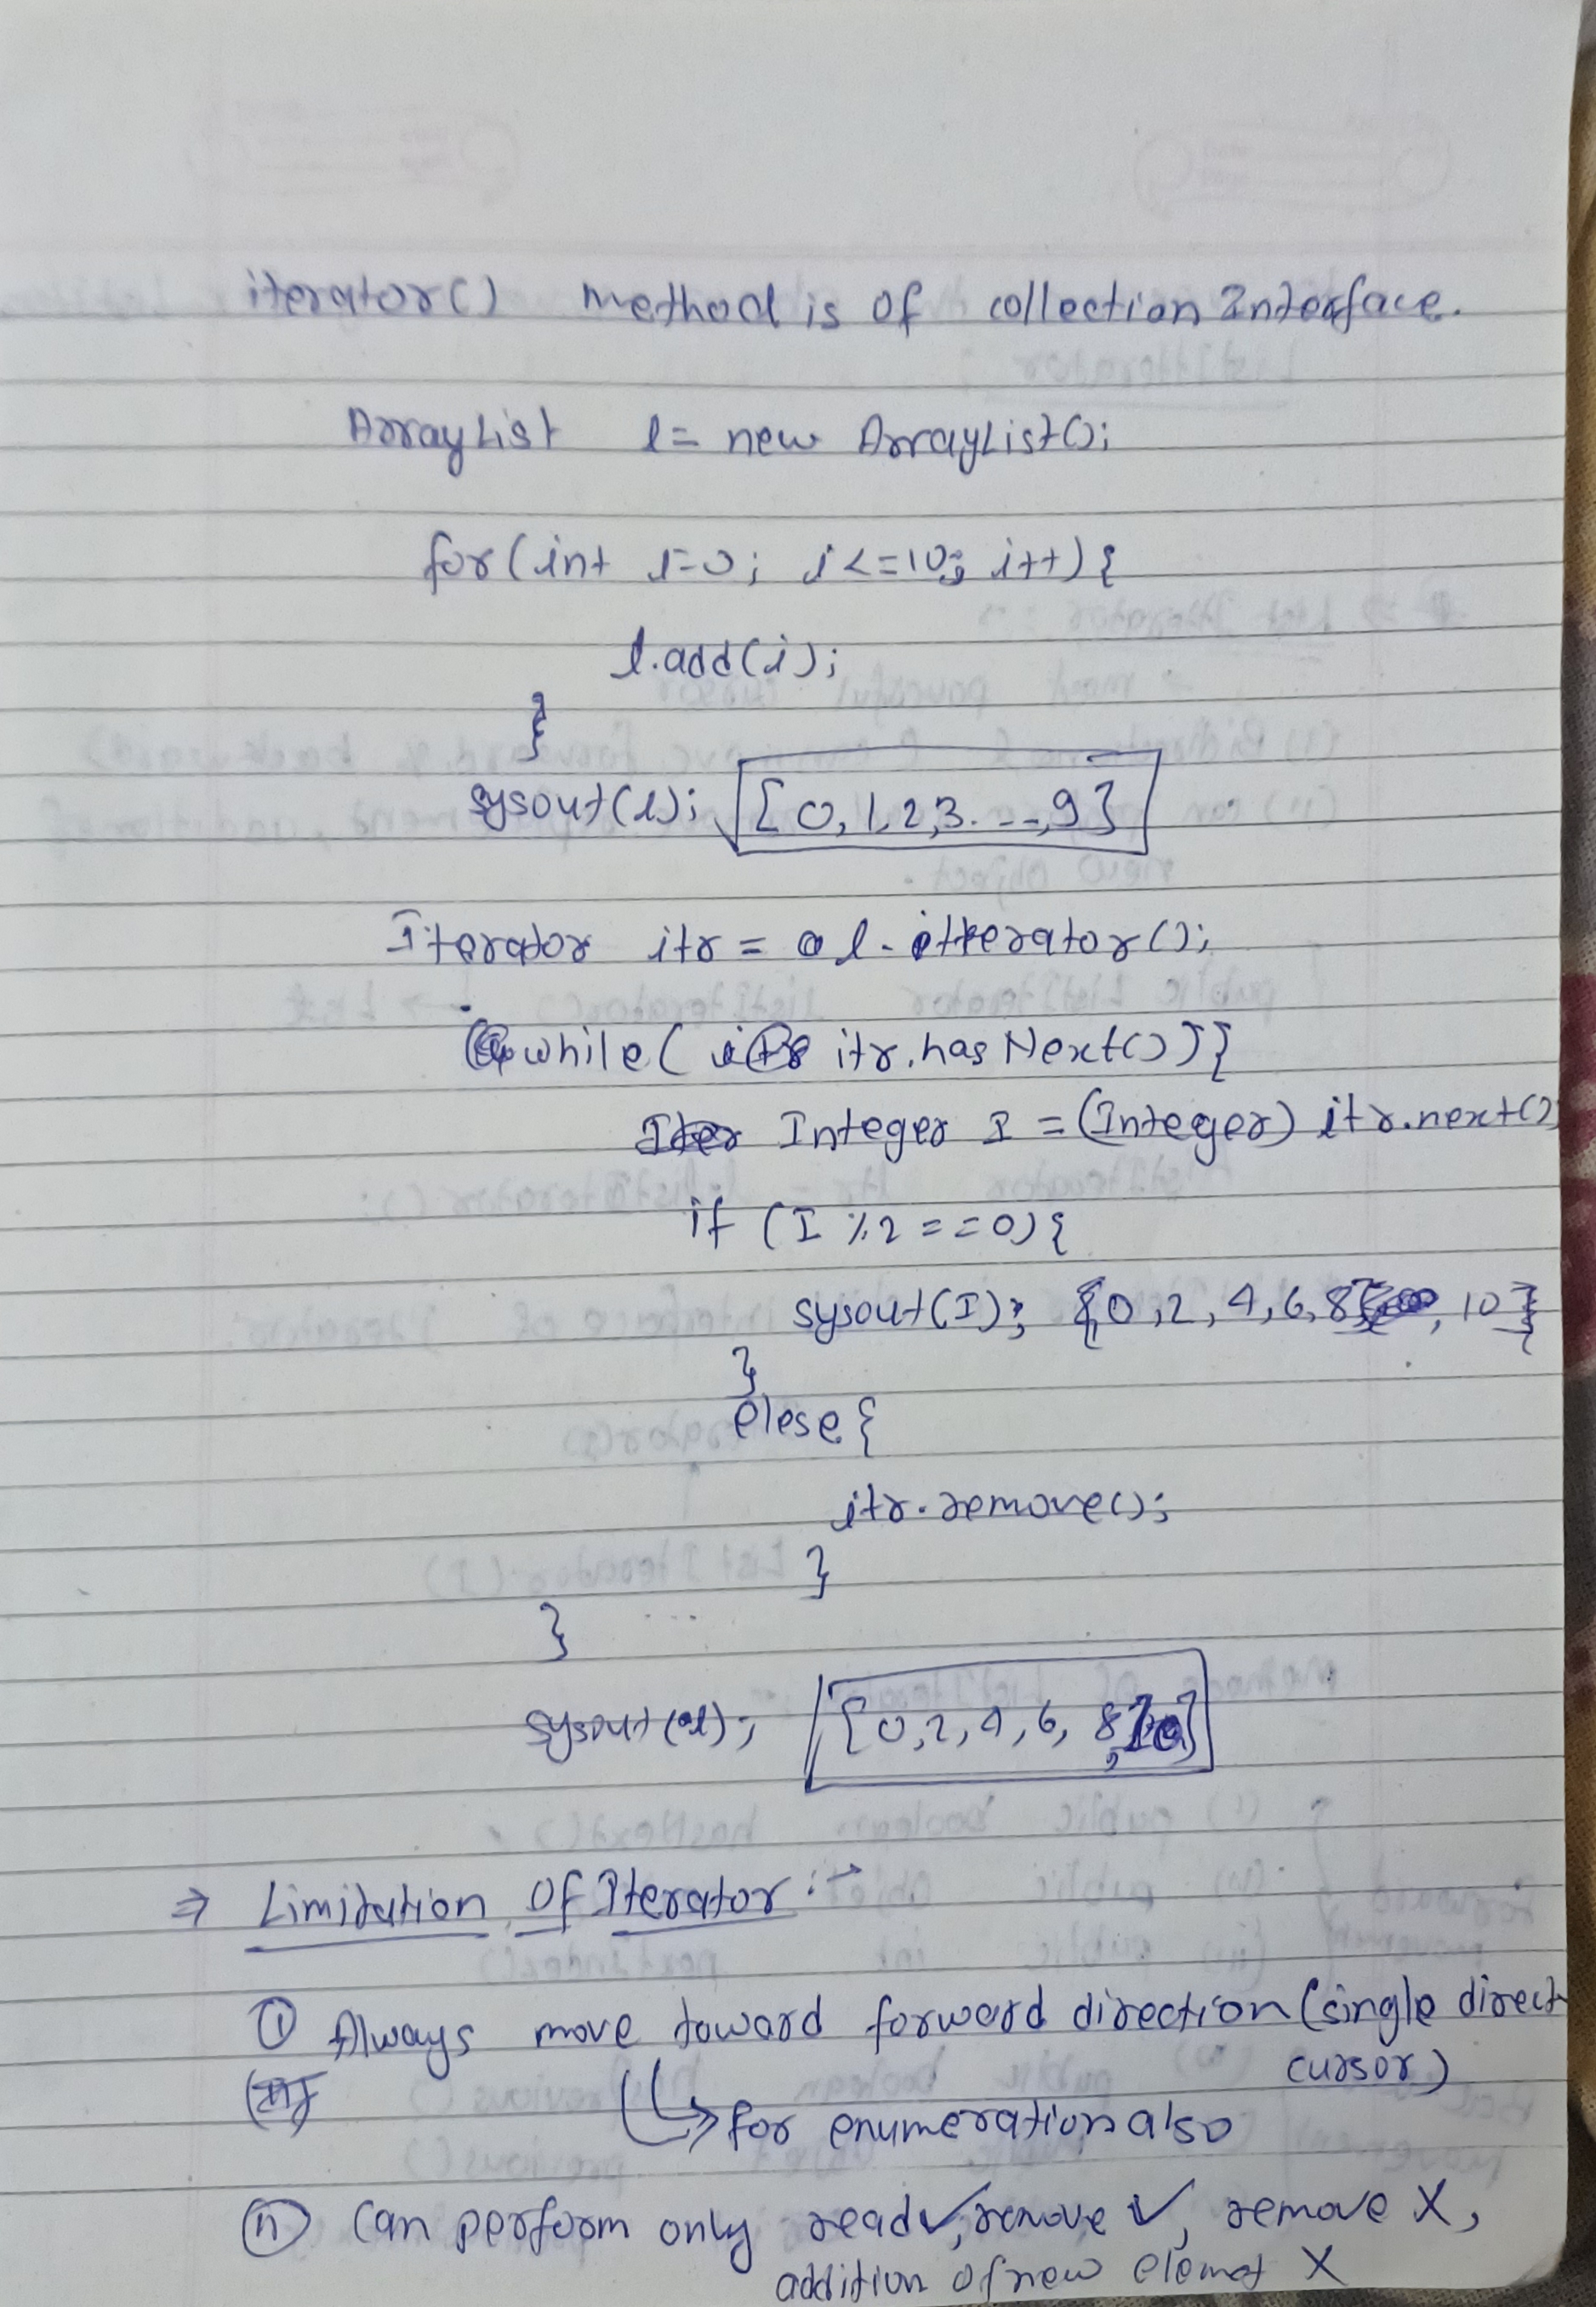 iterator() method is of collection Interface.
ArrayList l = new ArrayList();
for(int i=0; i<=10; i++){
l.add(i);
}
sysout(l); [0,1,2,3...,9]
Iterator itr = l.itterator();
while( itr.hasNext()){
Integer I = (Integer) itr.next()
if (I %2 ==0){
sysout(I); {0,2,4,6,8, 10}
}
elese{
itr.remove();
}
}
sysout(l); [0,2,4,6,8,10]
⇒ Limitation Of Iterator :-
(i) Always move toward forward direction (single direct
cursor)
↳ for enumeration also
(ii) can perform only read ✓, remove ✓, remove X,
addition of new elemet X